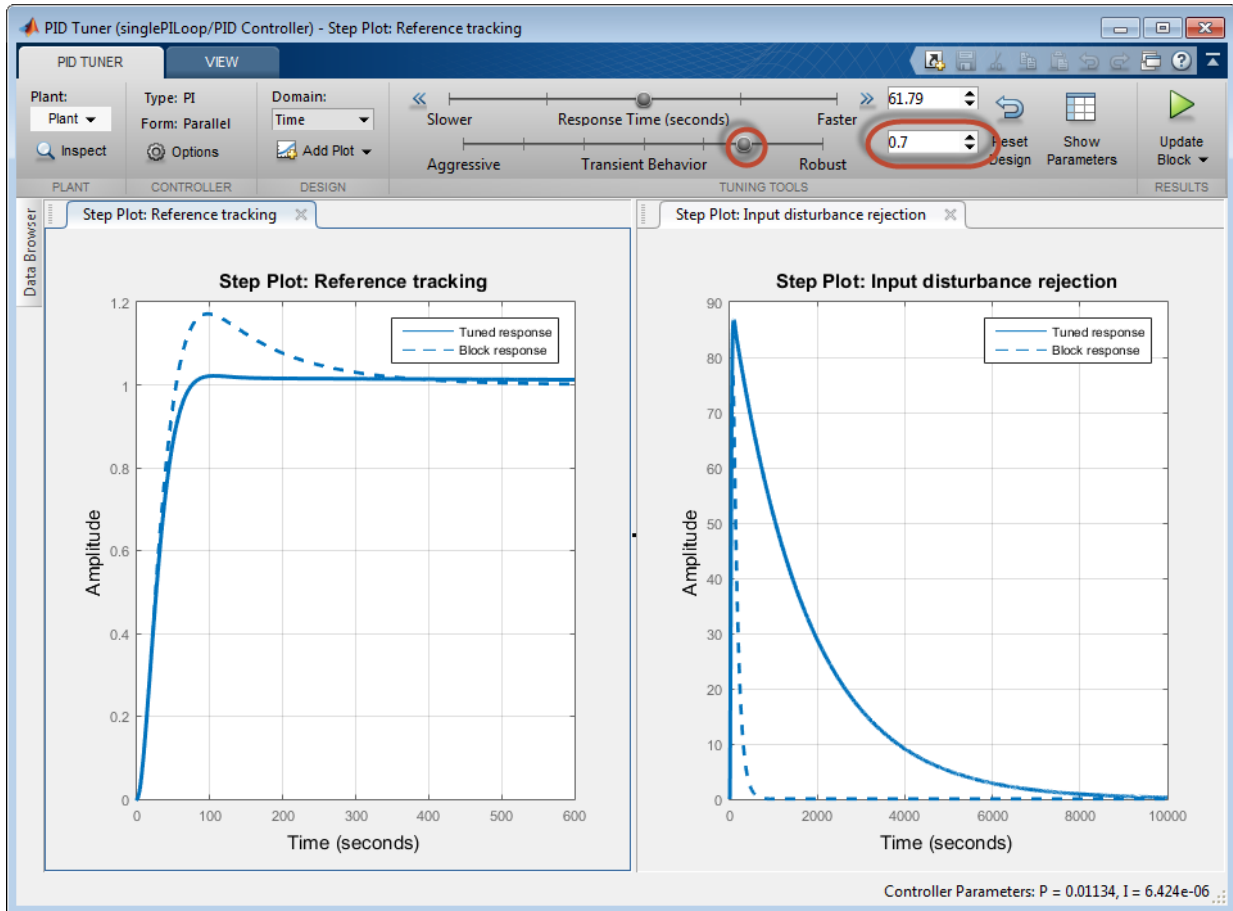 PID Tuner (singlePILoop/PID Controller) - Step Plot: Reference tracking
PID TUNER
VIEW
Plant:
Plant
Inspect
PLANT
Type: PI
Form: Parallel
Options
CONTROLLER
Domain:
Time
Add Plot
DESIGN
Slower
Response Time (seconds)
Faster
61.79
Aggressive
Transient Behavior
Robust
0.7
Reset
Design
Show
Parameters
TUNING TOOLS
Update
Block
RESULTS
Data Browser
Step Plot: Reference tracking
Step Plot: Reference tracking
Tuned response
Block response
1.2
1
0.8
0.6
0.4
0.2
0
Amplitude
0 100 200 300 400 500 600
Time (seconds)
Step Plot: Input disturbance rejection
Step Plot: Input disturbance rejection
Tuned response
Block response
90
80
70
60
50
40
30
20
10
0
Amplitude
0 2000 4000 6000 8000 10000
Time (seconds)
Controller Parameters: P = 0.01134, I = 6.424e-06